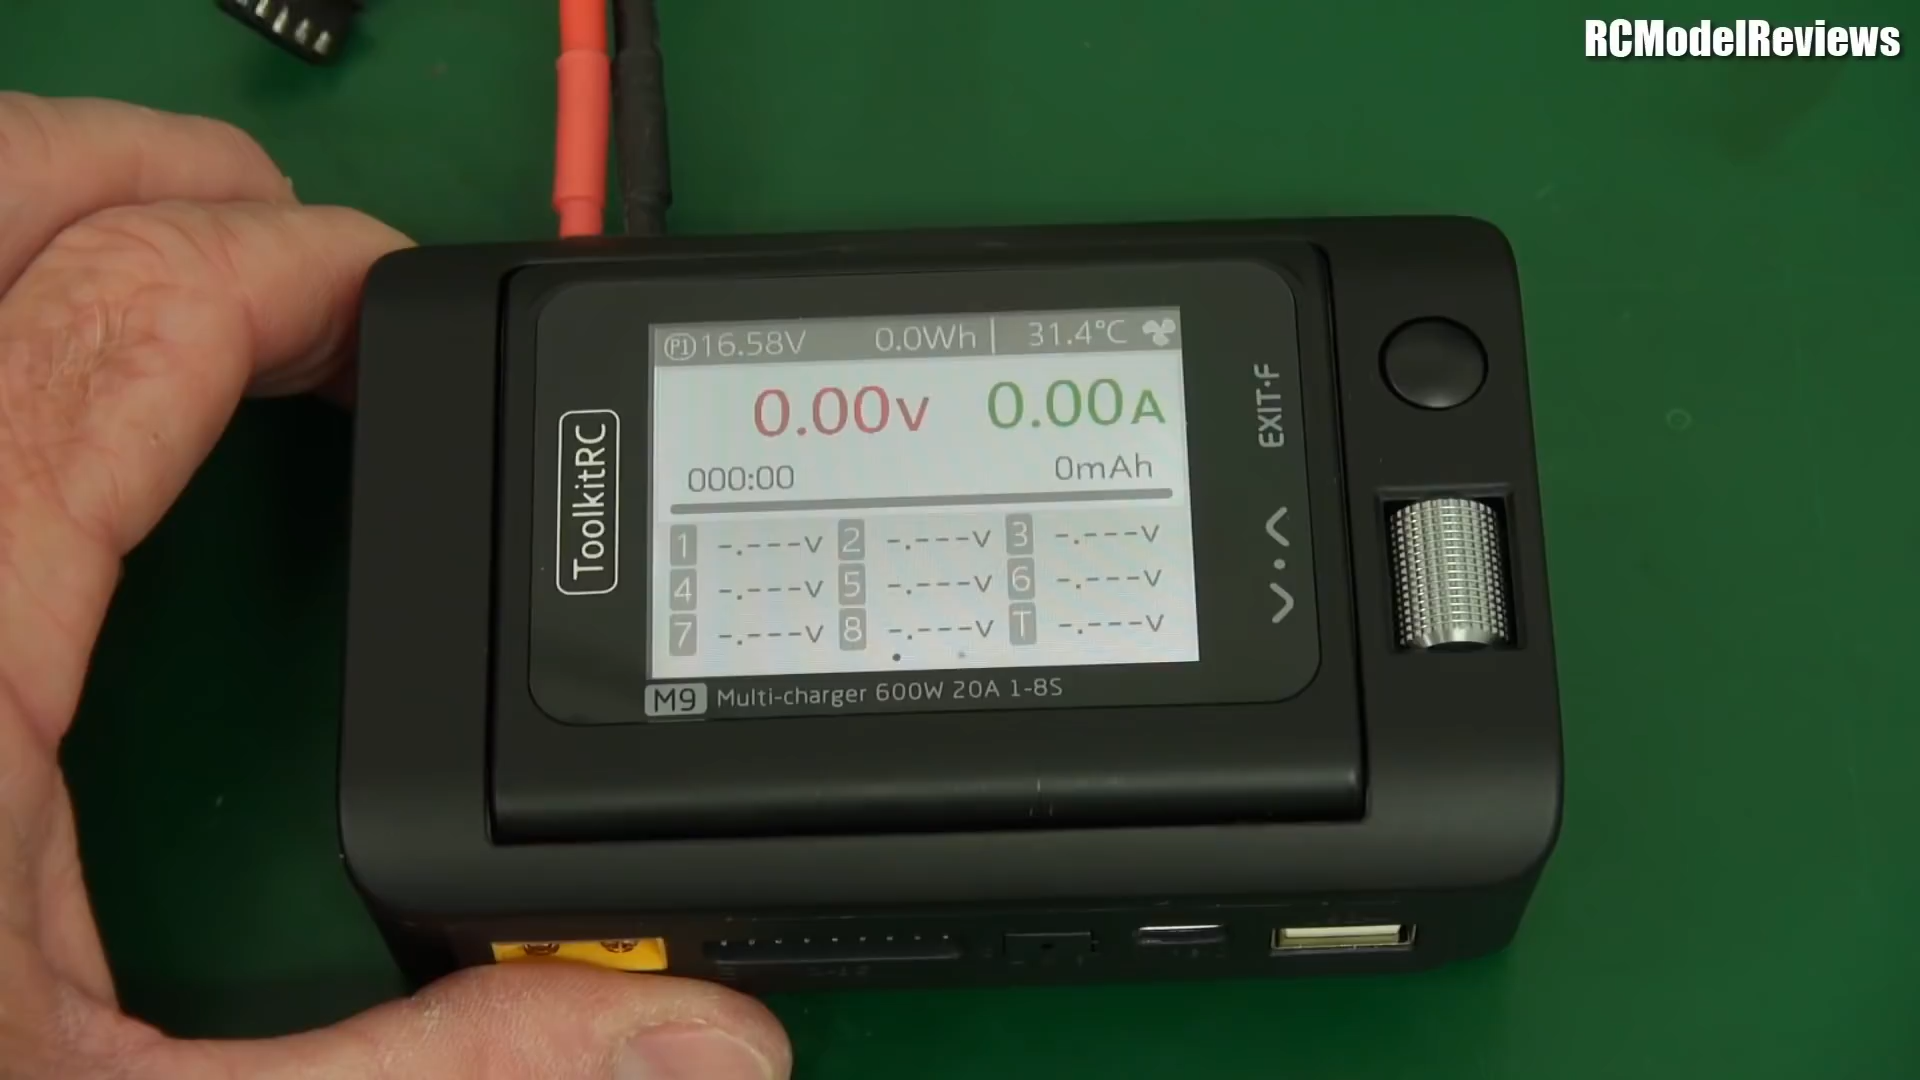 RCModelReviews
P1 16.58V 0.0Wh 31.4°C
0.00V 0.00A
000:00 0mAh
1 -.---V 2 -.---V 3 -.---V
4 -.---V 5 -.---V 6 -.---V
7 -.---V 8 -.---V T -.---V
M9 Multi-charger 600W 20A 1-8S
ToolkitRC
EXIT·F